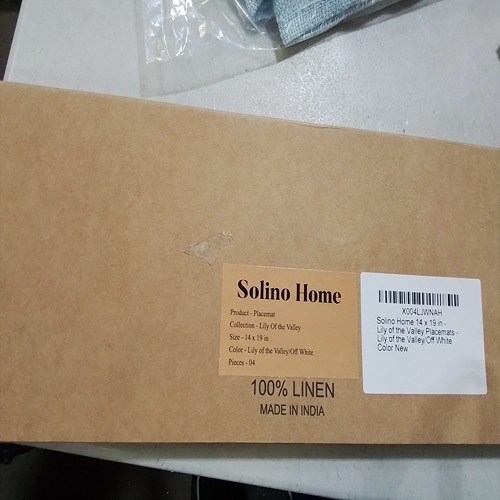 Solino Home
Product - Placemat
Collection - Lily Of the Valley
Size - 14 x 19 in
Color - Lily of the Valley/Off White
Pieces - 04
100% LINEN
MADE IN INDIA
X004LJWNAH
Solino Home 14 x 19 in -
Lily of the Valley Placemats -
Lily of the Valley/Off White
Color New